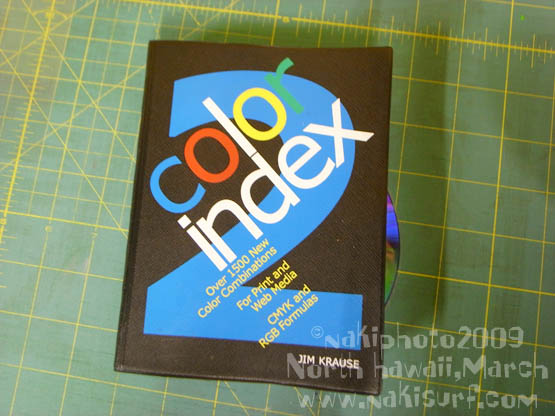 2
color
index
Over 1500 New
Color Combinations
For Print and
Web Media
CMYK and
RGB Formulas
JIM KRAUSE
©nakiphoto2009
North hawaii,March
www.nakisurf.com